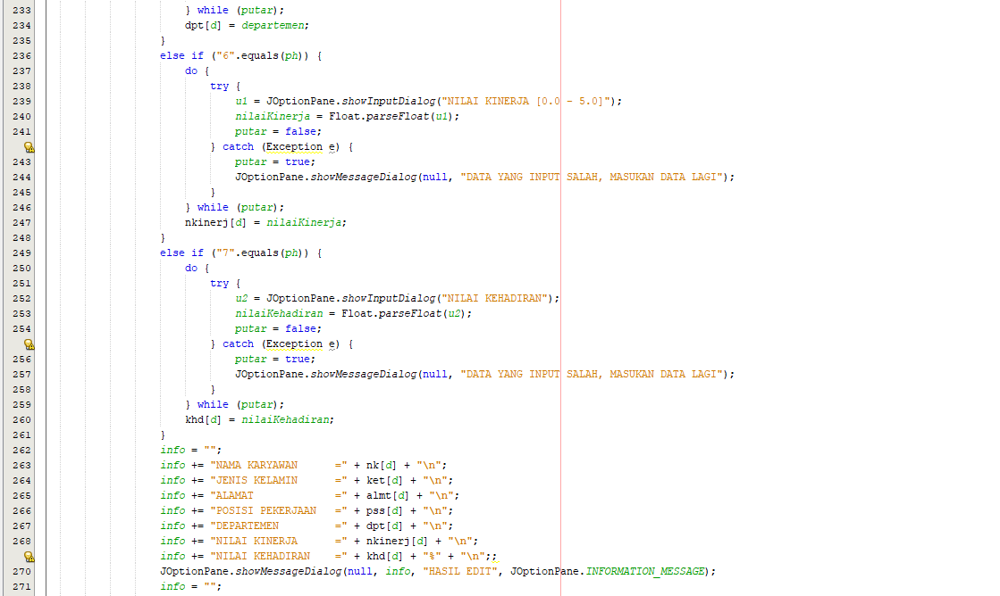 233 } while (putar);
234 dpt[d] = departemen;
235 }
236 else if ("6".equals(ph)) {
237 do {
238 try {
239 u1 = JOptionPane.showInputDialog("NILAI KINERJA [0.0 - 5.0]");
240 nilaiKinerja = Float.parseFloat(u1);
241 putar = false;
} catch (Exception e) {
243 putar = true;
244 JOptionPane.showMessageDialog(null, "DATA YANG INPUT SALAH, MASUKAN DATA LAGI");
245 }
246 } while (putar);
247 nkinerj[d] = nilaiKinerja;
248 }
249 else if ("7".equals(ph)) {
250 do {
251 try {
252 u2 = JOptionPane.showInputDialog("NILAI KEHADIRAN");
253 nilaiKehadiran = Float.parseFloat(u2);
254 putar = false;
} catch (Exception e) {
256 putar = true;
257 JOptionPane.showMessageDialog(null, "DATA YANG INPUT SALAH, MASUKAN DATA LAGI");
258 }
259 } while (putar);
260 khd[d] = nilaiKehadiran;
261 }
262 info = "";
263 info += "NAMA KARYAWAN      =" + nk[d] + "\n";
264 info += "JENIS KELAMIN      =" + ket[d] + "\n";
265 info += "ALAMAT             =" + almt[d] + "\n";
266 info += "POSISI PEKERJAAN   =" + pss[d] + "\n";
267 info += "DEPARTEMEN         =" + dpt[d] + "\n";
268 info += "NILAI KINERJA      =" + nkinerj[d] + "\n";
info += "NILAI KEHADIRAN    =" + khd[d] + "%" + "\n";;
270 JOptionPane.showMessageDialog(null, info, "HASIL EDIT", JOptionPane.INFORMATION_MESSAGE);
271 info = "";